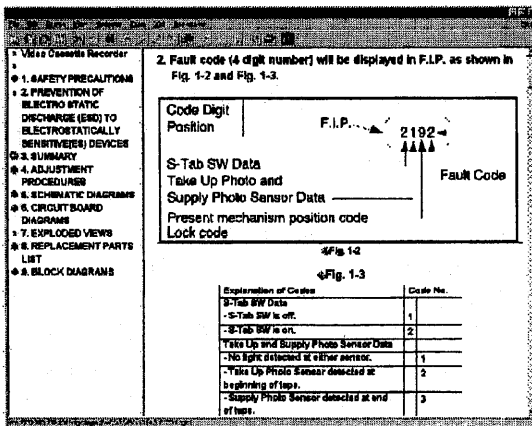 Video Cassette Recorder
1. SAFETY PRECAUTIONS
2. PREVENTION OF
ELECTRO STATIC
DISCHARGE (ESD) TO
ELECTROSTATICALLY
SENSITIVE(ES) DEVICES
3. SUMMARY
4. ADJUSTMENT
PROCEDURES
5. SCHEMATIC DIAGRAMS
6. CIRCUIT BOARD
DIAGRAMS
7. EXPLODED VIEWS
8. REPLACEMENT PARTS
LIST
9. BLOCK DIAGRAMS
2. Fault code (4 digit number) will be displayed in F.I.P. as shown in
Fig. 1-2 and Fig. 1-3.
Code Digit
Position
F.I.P.
2192
S-Tab SW Data
Take Up Photo and
Supply Photo Sensor Data
Fault Code
Present mechanism position code
Lock code
Fig. 1-2
Fig. 1-3
Explanation of Codes Code No.
S-Tab SW Data
- S-Tab SW is off. 1
- S-Tab SW is on. 2
Take Up and Supply Photo Sensor Data
- No light detected at either sensor. 1
- Take Up Photo Sensor detected at 2
beginning of tape.
- Supply Photo Sensor detected at end 3
of tape.